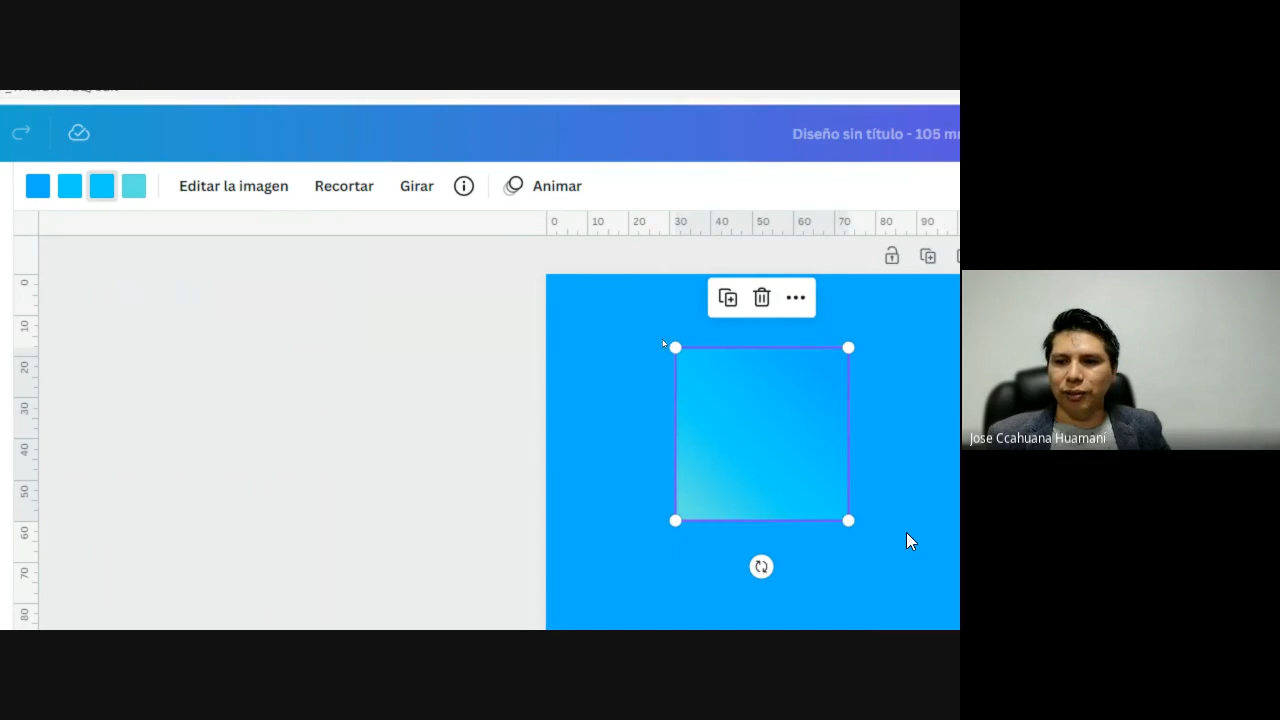 Diseño sin título - 105 m
Editar la imagen Recortar Girar Animar
0 10 20 30 40 50 60 70 80 90
0
10
20
30
40
50
60
70
80
Jose Ccahuana Huamani